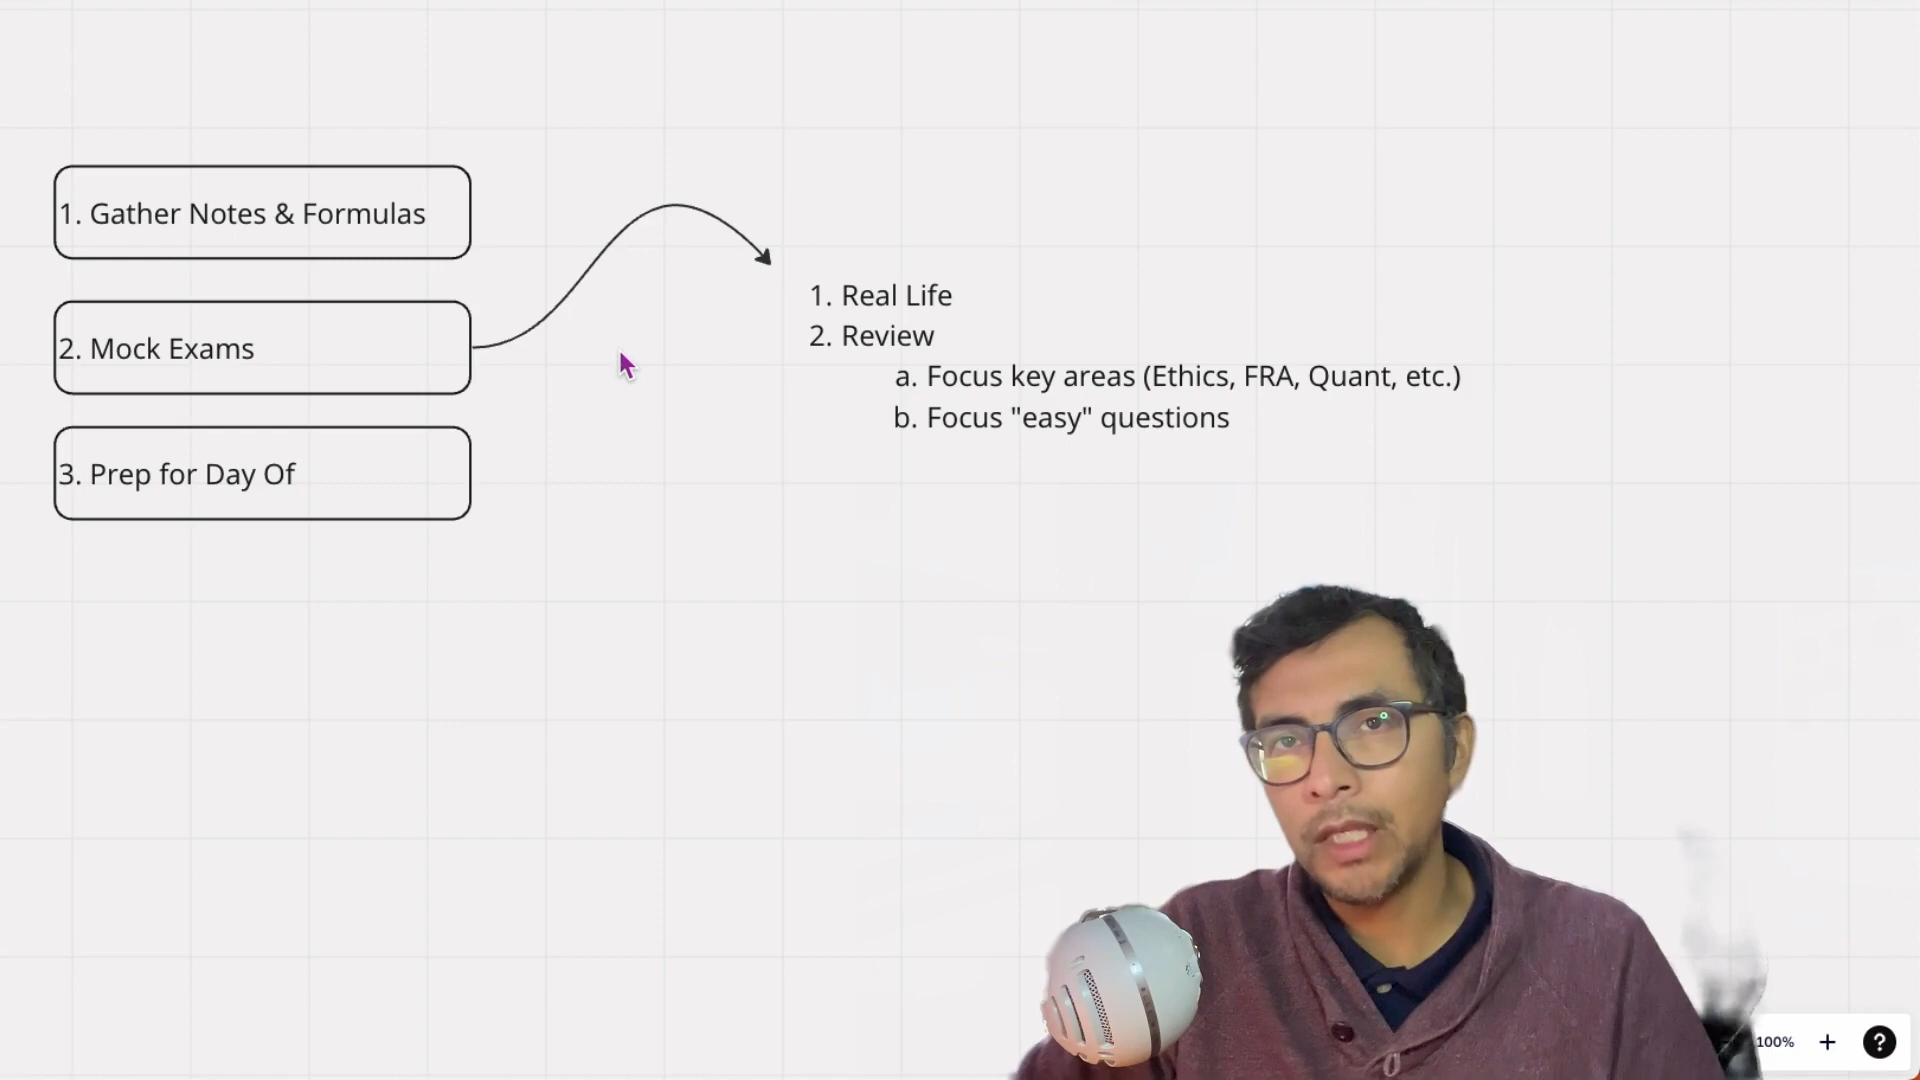 1. Gather Notes & Formulas
2. Mock Exams
3. Prep for Day Of
1. Real Life
2. Review
a. Focus key areas (Ethics, FRA, Quant, etc.)
b. Focus "easy" questions
100% + ?